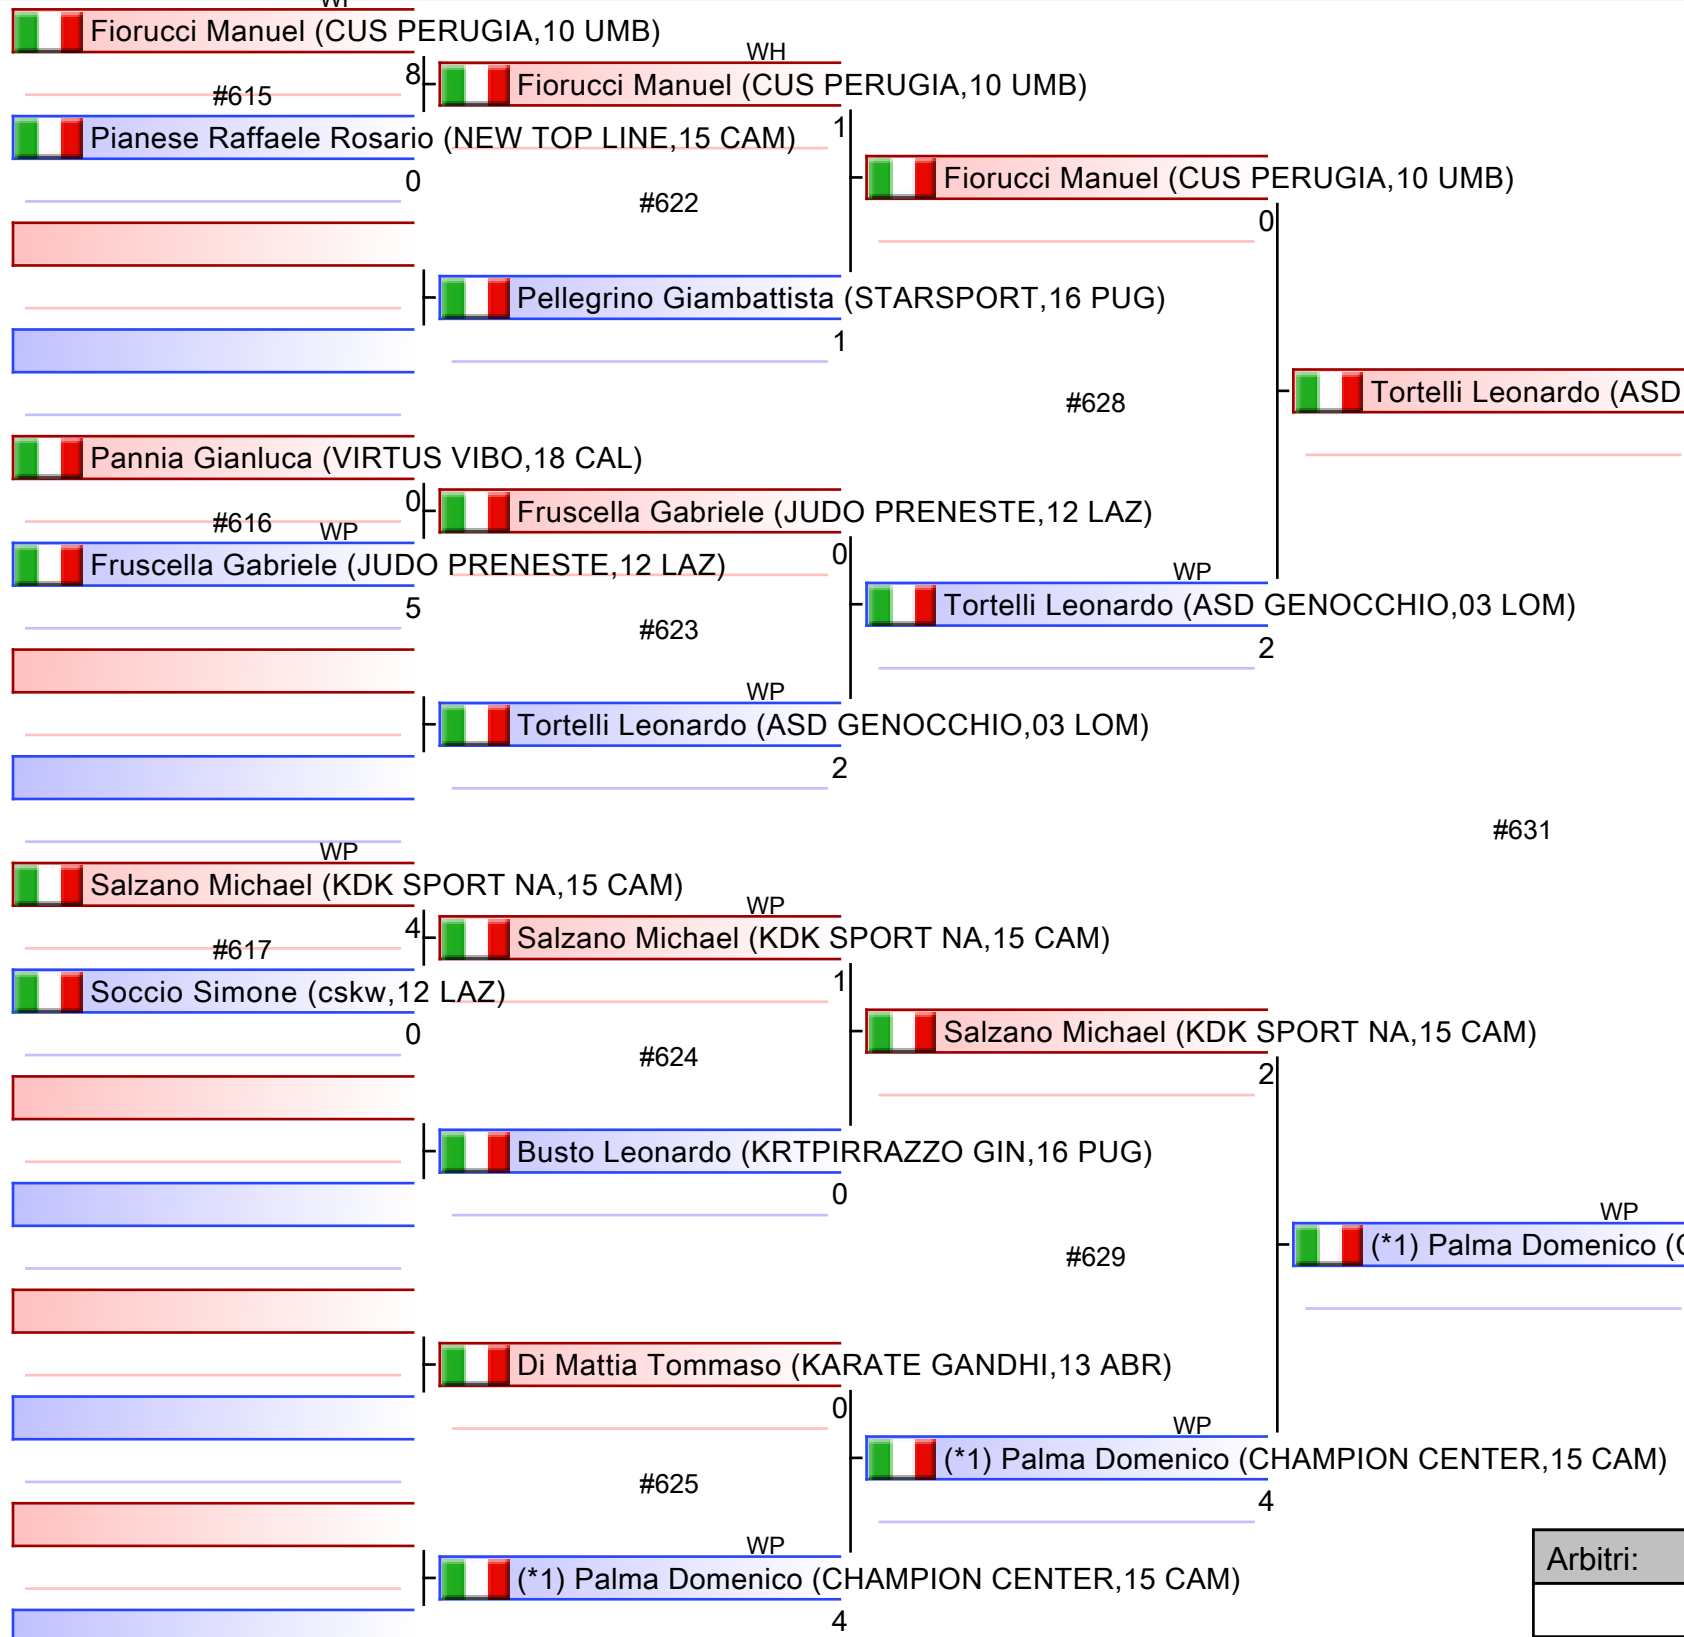 WP
Fiorucci Manuel (CUS PERUGIA,10 UMB)
8
#615
Pianese Raffaele Rosario (NEW TOP LINE,15 CAM)
0
WH
Fiorucci Manuel (CUS PERUGIA,10 UMB)
1
#622
Pellegrino Giambattista (STARSPORT,16 PUG)
1
Fiorucci Manuel (CUS PERUGIA,10 UMB)
0
#628
Tortelli Leonardo (ASD
Pannia Gianluca (VIRTUS VIBO,18 CAL)
0
#616
WP
Fruscella Gabriele (JUDO PRENESTE,12 LAZ)
5
Fruscella Gabriele (JUDO PRENESTE,12 LAZ)
0
#623
WP
Tortelli Leonardo (ASD GENOCCHIO,03 LOM)
2
WP
Tortelli Leonardo (ASD GENOCCHIO,03 LOM)
2
#631
WP
Salzano Michael (KDK SPORT NA,15 CAM)
4
#617
Soccio Simone (cskw,12 LAZ)
0
WP
Salzano Michael (KDK SPORT NA,15 CAM)
1
#624
Busto Leonardo (KRTPIRRAZZO GIN,16 PUG)
0
Salzano Michael (KDK SPORT NA,15 CAM)
2
#629
WP
(*1) Palma Domenico (
Di Mattia Tommaso (KARATE GANDHI,13 ABR)
0
#625
WP
(*1) Palma Domenico (CHAMPION CENTER,15 CAM)
4
WP
(*1) Palma Domenico (CHAMPION CENTER,15 CAM)
4
Arbitri: